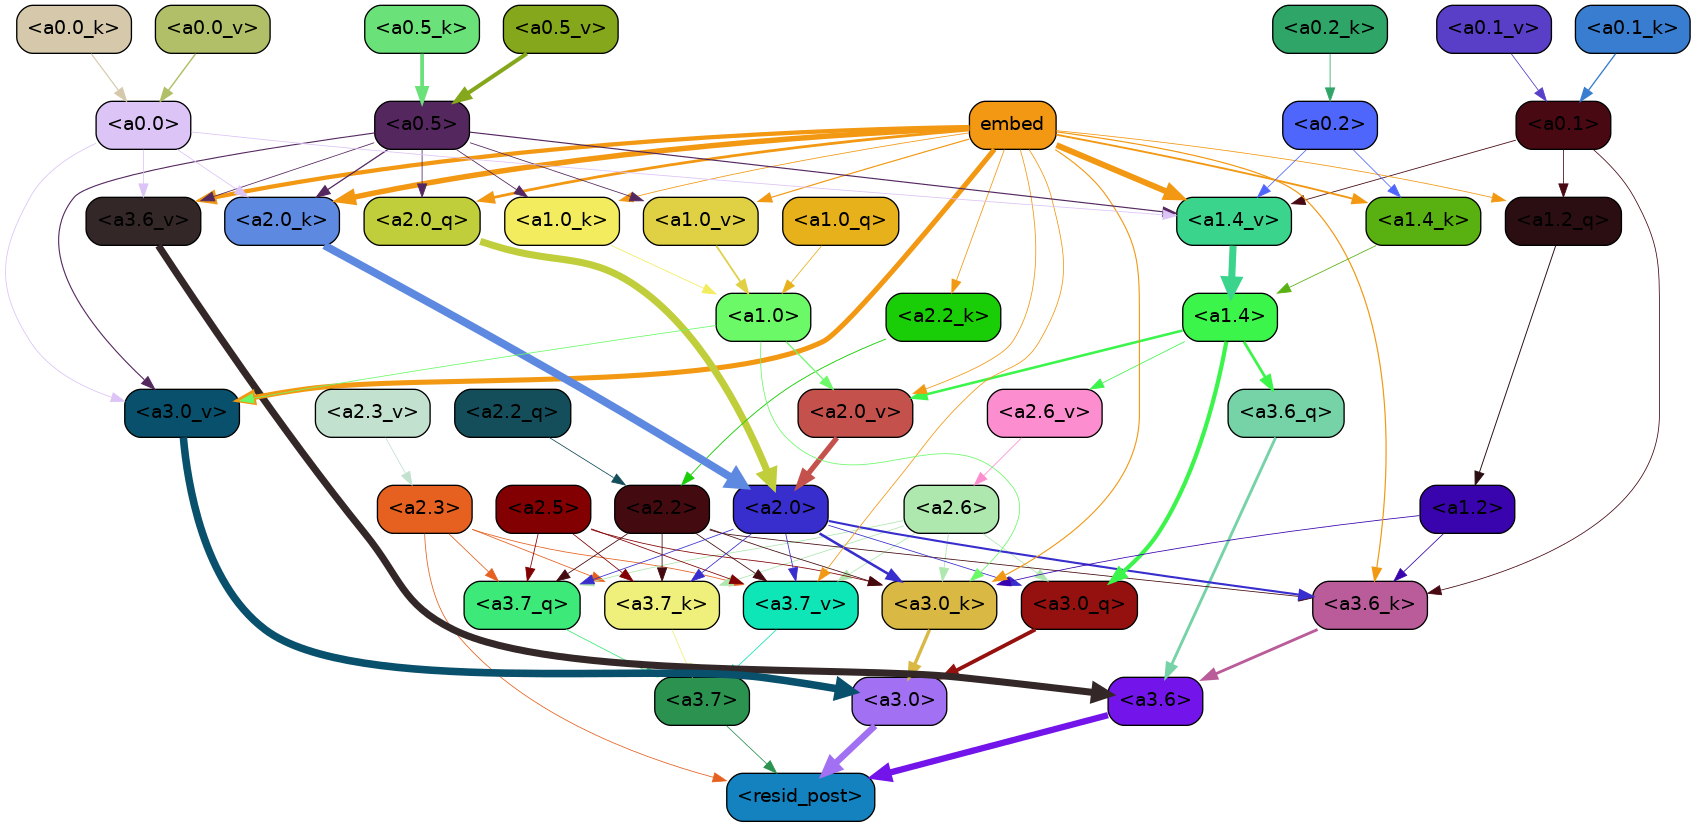 <a0.0_k> <a0.0_v> <a0.5_k> <a0.5_v> <a0.2_k> <a0.1_v> <a0.1_k>
<a0.0> <a0.5> embed <a0.2> <a0.1>
<a3.6_v> <a2.0_k> <a2.0_q> <a1.0_k> <a1.0_v> <a1.0_q> <a1.4_v> <a1.4_k> <a1.2_q>
<a1.0> <a2.2_k> <a1.4>
<a3.0_v> <a2.3_v> <a2.2_q> <a2.0_v> <a2.6_v> <a3.6_q>
<a2.3> <a2.5> <a2.2> <a2.0> <a2.6> <a1.2>
<a3.7_q> <a3.7_k> <a3.7_v> <a3.0_k> <a3.0_q> <a3.6_k>
<a3.7> <a3.0> <a3.6>
<resid_post>